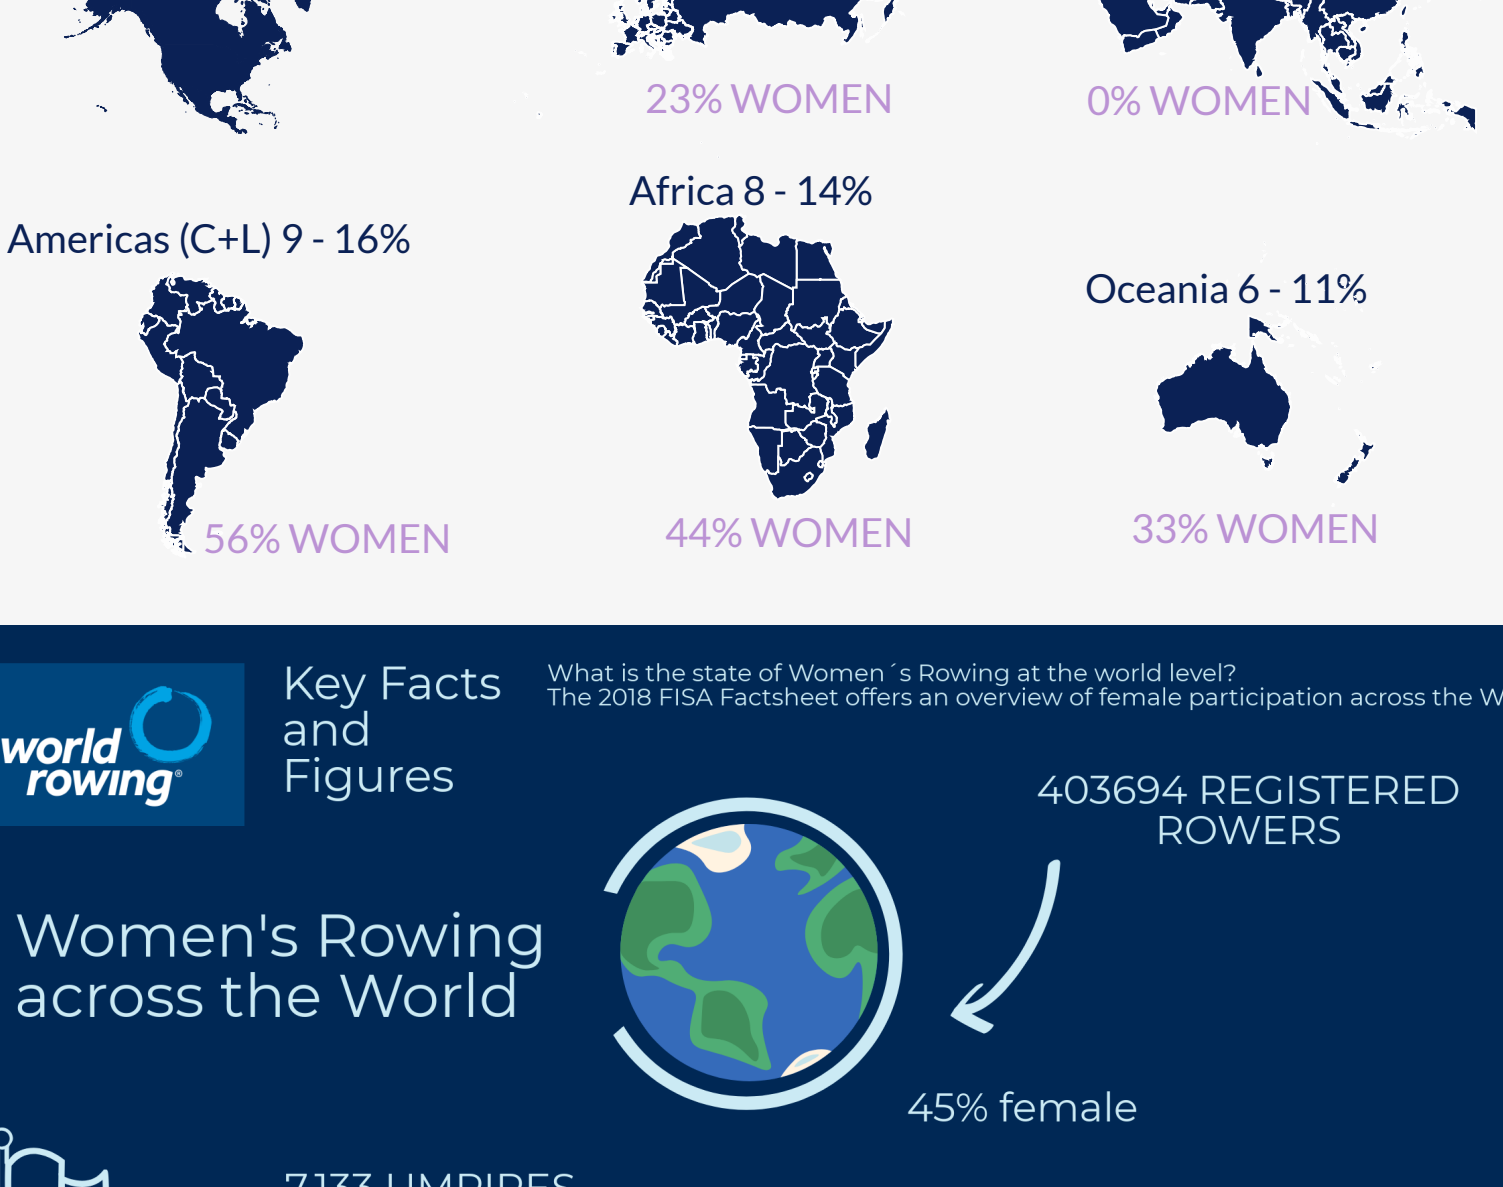 23% WOMEN
0% WOMEN
Africa 8 - 14%
Americas (C+L) 9 - 16%
Oceania 6 - 11%
56% WOMEN
44% WOMEN
33% WOMEN
world
rowing®
Key Facts
and
Figures
What is the state of Women´s Rowing at the world level?
The 2018 FISA Factsheet offers an overview of female participation across the
403694 REGISTERED
ROWERS
Women's Rowing
across the World
45% female
7,133 UMPIRES